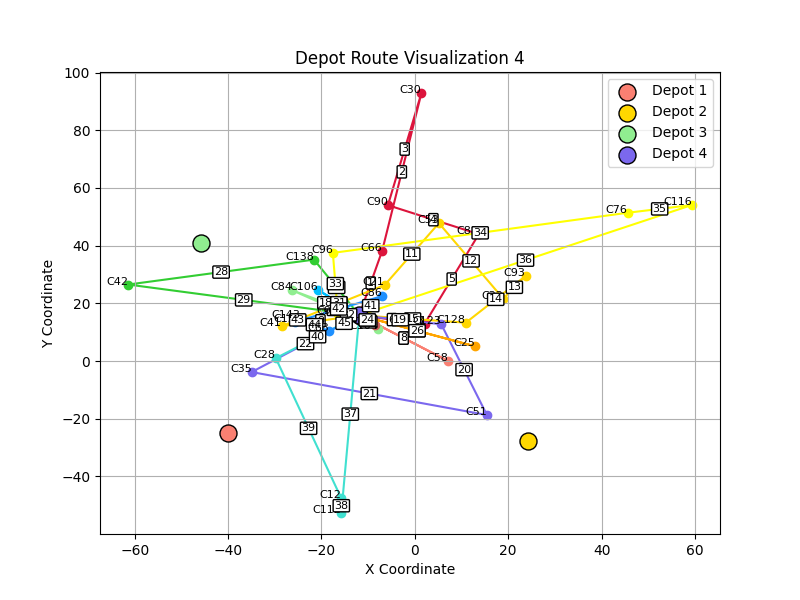 Depot Route Visualization 4
Depot 1
Depot 2
Depot 3
Depot 4
Y Coordinate
X Coordinate
100
80
60
40
20
0
−20
−40
−60
−40
−20
0
20
40
60
C30
3
2
C90
C66
34
11
12
5
C76
35
C116
C96
C138
36
C93
13
14
C42
28
29
C84
C106
33
18
42
C86
41
C41
43
45
24
19
26
8
C128
C25
C58
40
22
C28
C35
20
21
C51
37
39
C12
38